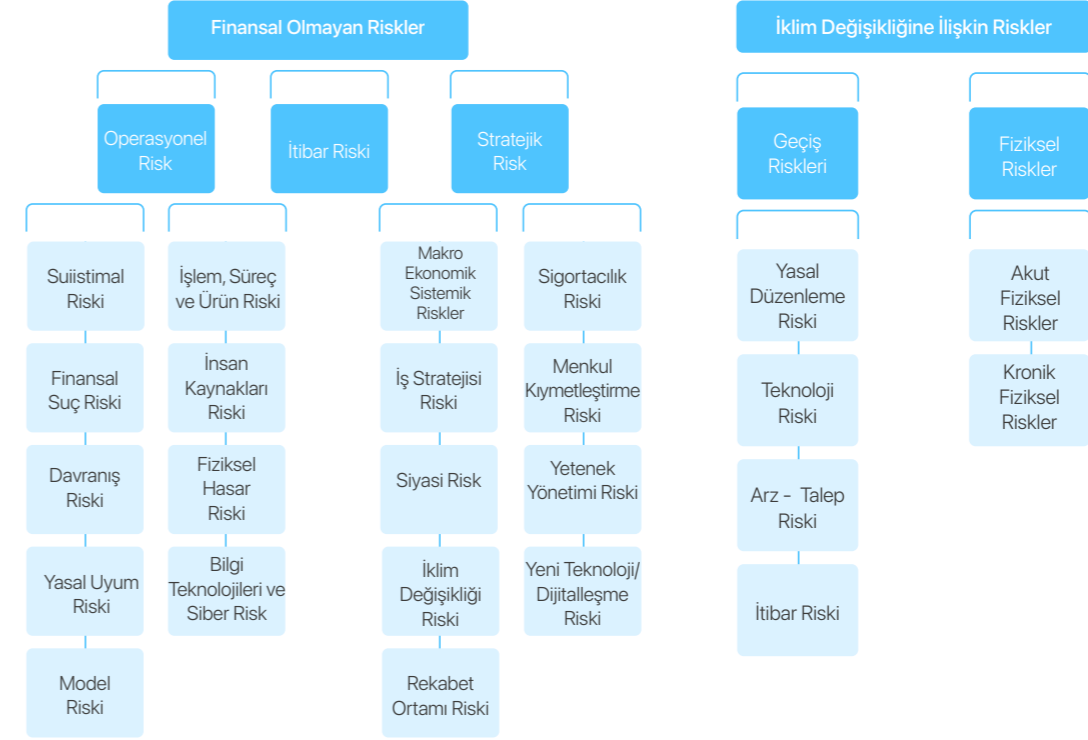 Finansal Olmayan Riskler
Operasyonel
Risk
İtibar Riski
Stratejik
Risk
Suiistimal
Riski
Finansal
Suç Riski
Davranış
Riski
Yasal Uyum
Riski
Model
Riski
İşlem, Süreç
ve Ürün Riski
İnsan
Kaynakları
Riski
Fiziksel
Hasar
Riski
Bilgi
Teknolojileri ve
Siber Risk
Makro
Ekonomik
Sistemik
Riskler
İş Stratejisi
Riski
Siyasi Risk
İklim
Değişikliği
Riski
Rekabet
Ortamı Riski
Sigortacılık
Riski
Menkul
Kıymetleştirme
Riski
Yetenek
Yönetimi Riski
Yeni Teknoloji/
Dijitalleşme
Riski
İklim Değişikliğine İlişkin Riskler
Geçiş
Riskleri
Fiziksel
Riskler
Yasal
Düzenleme
Riski
Teknoloji
Riski
Arz - Talep
Riski
İtibar Riski
Akut
Fiziksel
Riskler
Kronik
Fiziksel
Riskler